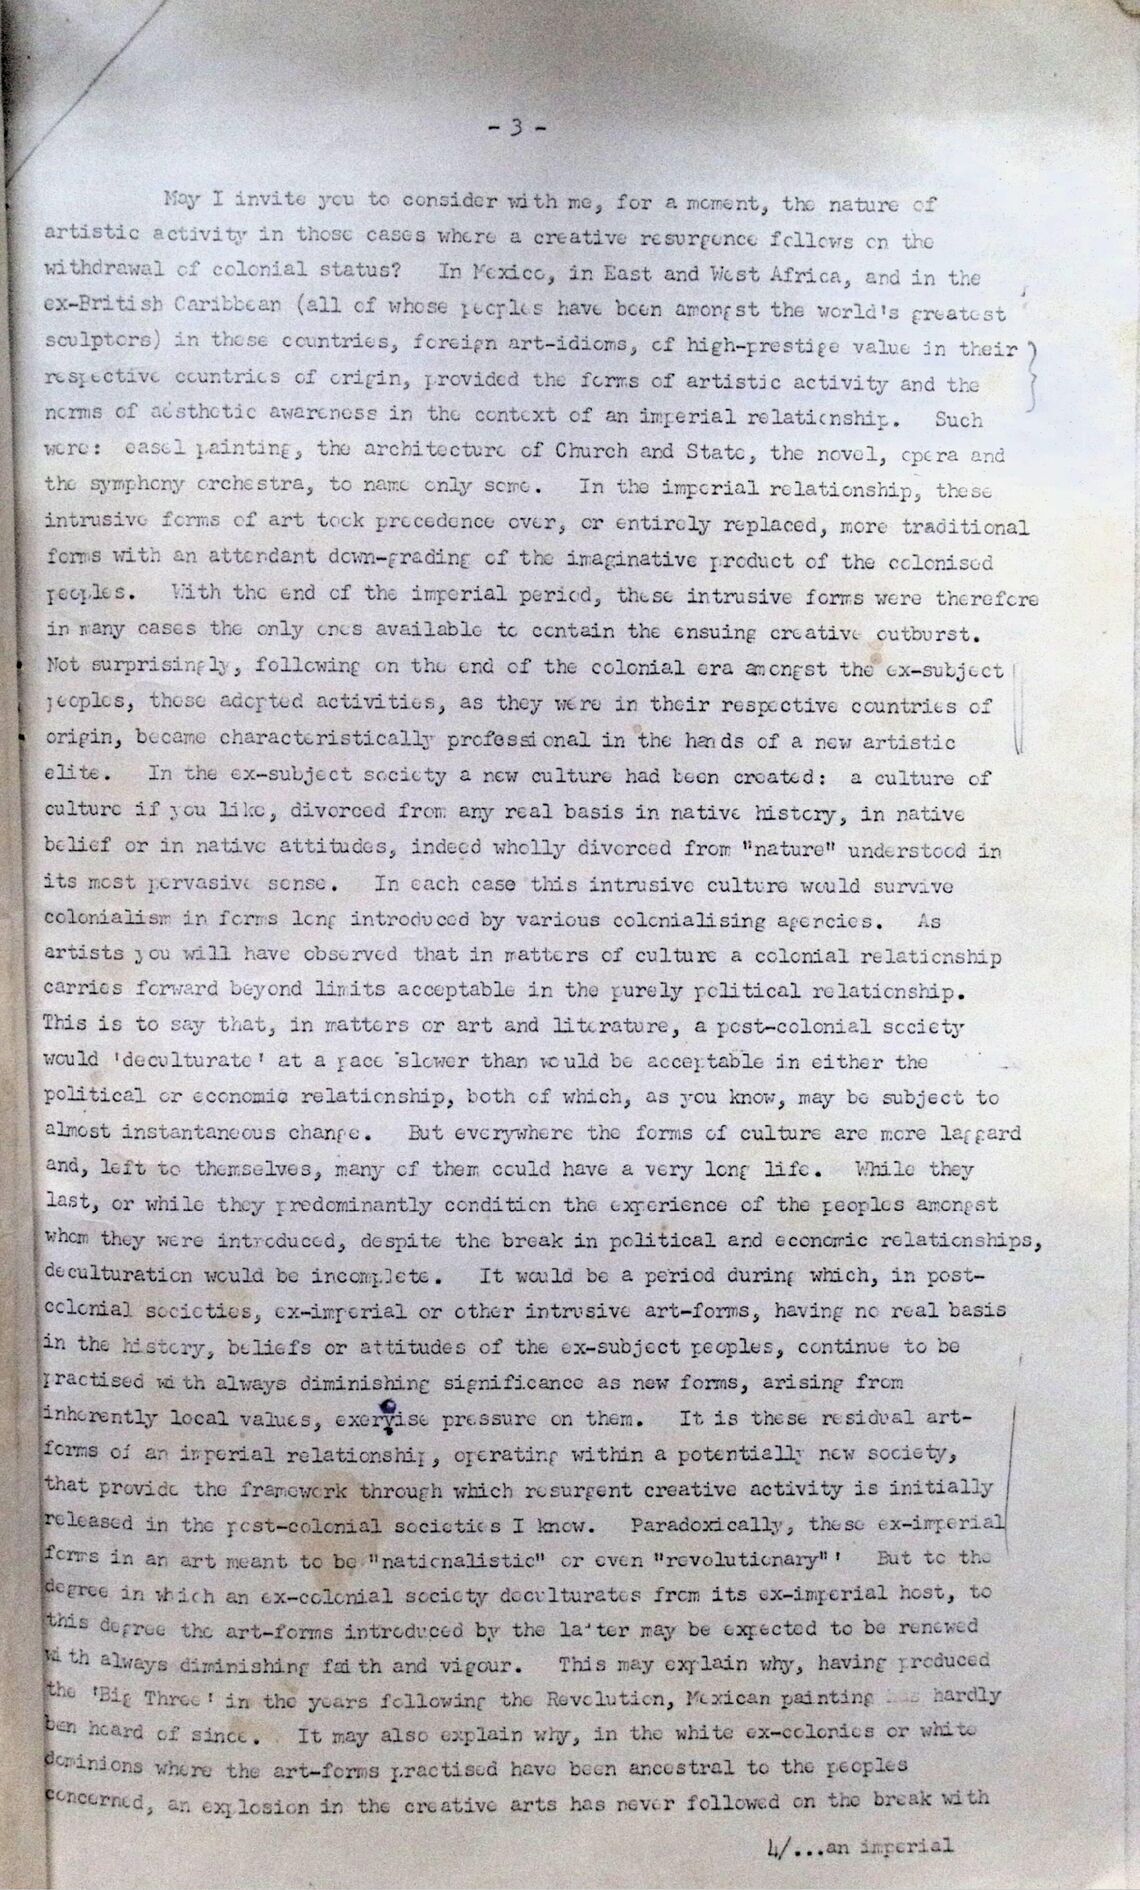 - 3 -
May I invite you to consider with me, for a moment, the nature of
artistic activity in those cases where a creative resurgence follows on the
withdrawal of colonial status? In Mexico, in East and West Africa, and in the
ex-British Caribbean (all of whose peoples have been amongst the world's greatest
sculptors) in these countries, foreign art-idioms, of high-prestige value in their
respective countries of origin, provided the forms of artistic activity and the
norms of aesthetic awareness in the context of an imperial relationship. Such
were: easel painting, the architecture of Church and State, the novel, opera and
the symphony orchestra, to name only some. In the imperial relationship, these
intrusive forms of art took precedence over, or entirely replaced, more traditional
forms with an attendant down-grading of the imaginative product of the colonised
peoples. With the end of the imperial period, these intrusive forms were therefore
in many cases the only ones available to contain the ensuing creative outburst.
Not surprisingly, following on the end of the colonial era amongst the ex-subject
peoples, those adopted activities, as they were in their respective countries of
origin, became characteristically professional in the hands of a new artistic
elite. In the ex-subject society a new culture had been created: a culture of
culture if you like, divorced from any real basis in native history, in native
belief or in native attitudes, indeed wholly divorced from "nature" understood in
its most pervasive sense. In each case this intrusive culture would survive
colonialism in forms long introduced by various colonialising agencies. As
artists you will have observed that in matters of culture a colonial relationship
carries forward beyond limits acceptable in the purely political relationship.
This is to say that, in matters or art and literature, a post-colonial society
would 'deculturate' at a pace slower than would be acceptable in either the
political or economic relationship, both of which, as you know, may be subject to
almost instantaneous change. But everywhere the forms of culture are more laggard
and, left to themselves, many of them could have a very long life. While they
last, or while they predominantly condition the experience of the peoples amongst
whom they were introduced, despite the break in political and economic relationships,
deculturation would be incomplete. It would be a period during which, in post-
colonial societies, ex-imperial or other intrusive art-forms, having no real basis
in the history, beliefs or attitudes of the ex-subject peoples, continue to be
practised with always diminishing significance as new forms, arising from
inherently local values, exercise pressure on them. It is these residual art-
forms of an imperial relationship, operating within a potentially new society,
that provide the framework through which resurgent creative activity is initially
released in the post-colonial societies I know. Paradoxically, these ex-imperial
forms in an art meant to be "nationalistic" or even "revolutionary"' But to the
degree in which an ex-colonial society deculturates from its ex-imperial host, to
this degree the art-forms introduced by the latter may be expected to be renewed
with always diminishing faith and vigour. This may explain why, having produced
the 'Big Three' in the years following the Revolution, Mexican painting has hardly
ben heard of since. It may also explain why, in the white ex-colonies or white
dominions where the art-forms practised have been ancestral to the peoples
concerned, an explosion in the creative arts has never followed on the break with
4/...an imperial